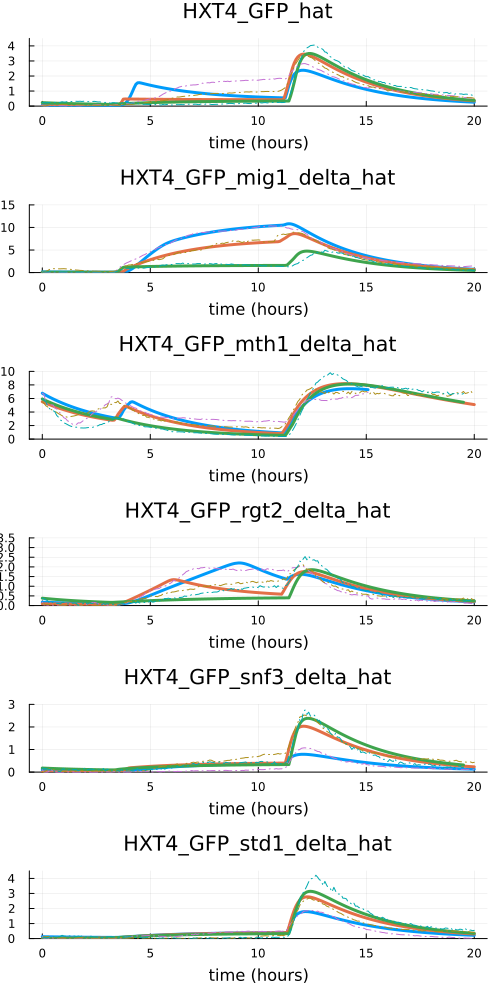 HXT4_GFP_hat
4
3
2
1
0
0 5 10 15 20
time (hours)
HXT4_GFP_mig1_delta_hat
15
10
5
0
0 5 10 15 20
time (hours)
HXT4_GFP_mth1_delta_hat
10
8
6
4
2
0
0 5 10 15 20
time (hours)
HXT4_GFP_rgt2_delta_hat
3.5
3.0
2.5
2.0
1.5
1.0
0.5
0.0
0 5 10 15 20
time (hours)
HXT4_GFP_snf3_delta_hat
3
2
1
0
0 5 10 15 20
time (hours)
HXT4_GFP_std1_delta_hat
4
3
2
1
0
0 5 10 15 20
time (hours)